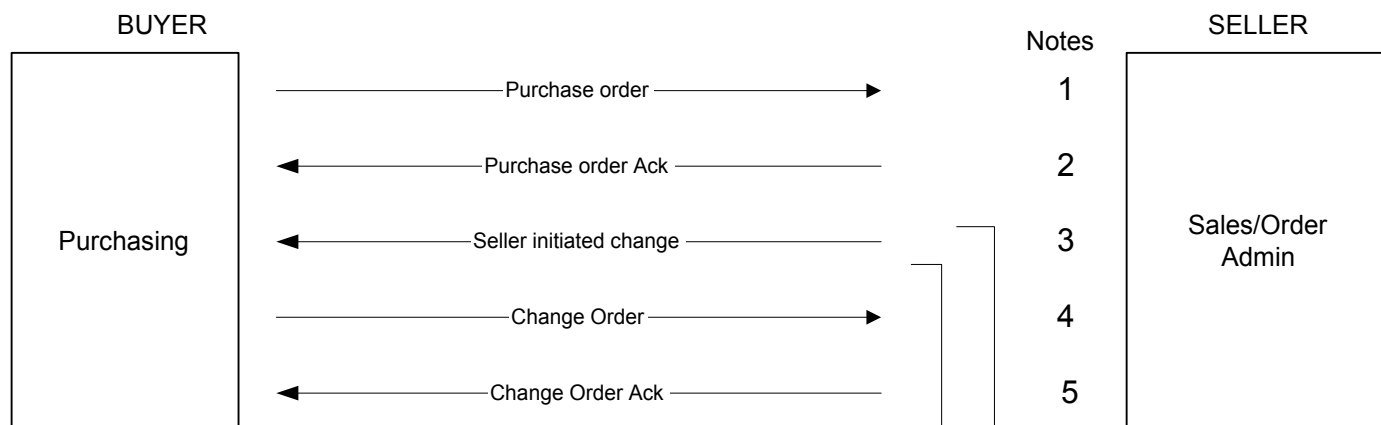 BUYER
SELLER
Notes
Purchase order
1
Purchase order Ack
2
Purchasing
Seller initiated change
3
Sales/Order
Admin
Change Order
4
Change Order Ack
5